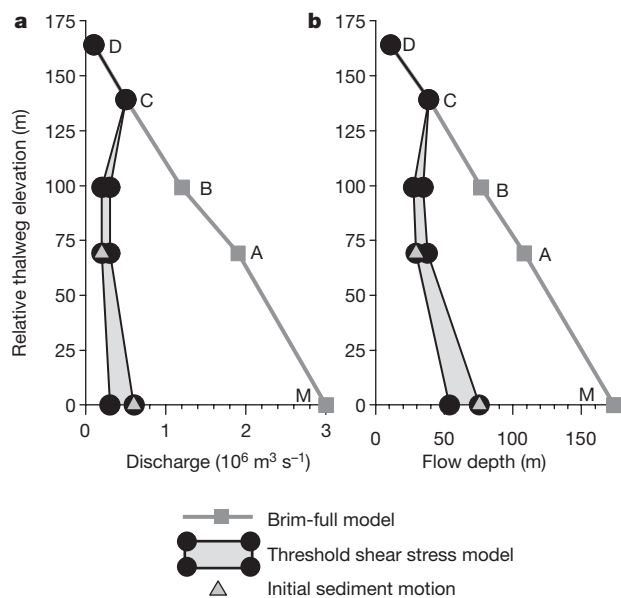 a
b
175
D
175
D
175
175
C
C
125
125
100
B
100
B
75
A
75
A
50
50
25
25
M
M
0
0
0 1 2 3
0 50 100 150
Relative thalweg elevation (m)
Discharge (10⁶ m³ s⁻¹)
Flow depth (m)
Brim-full model
Threshold shear stress model
Initial sediment motion